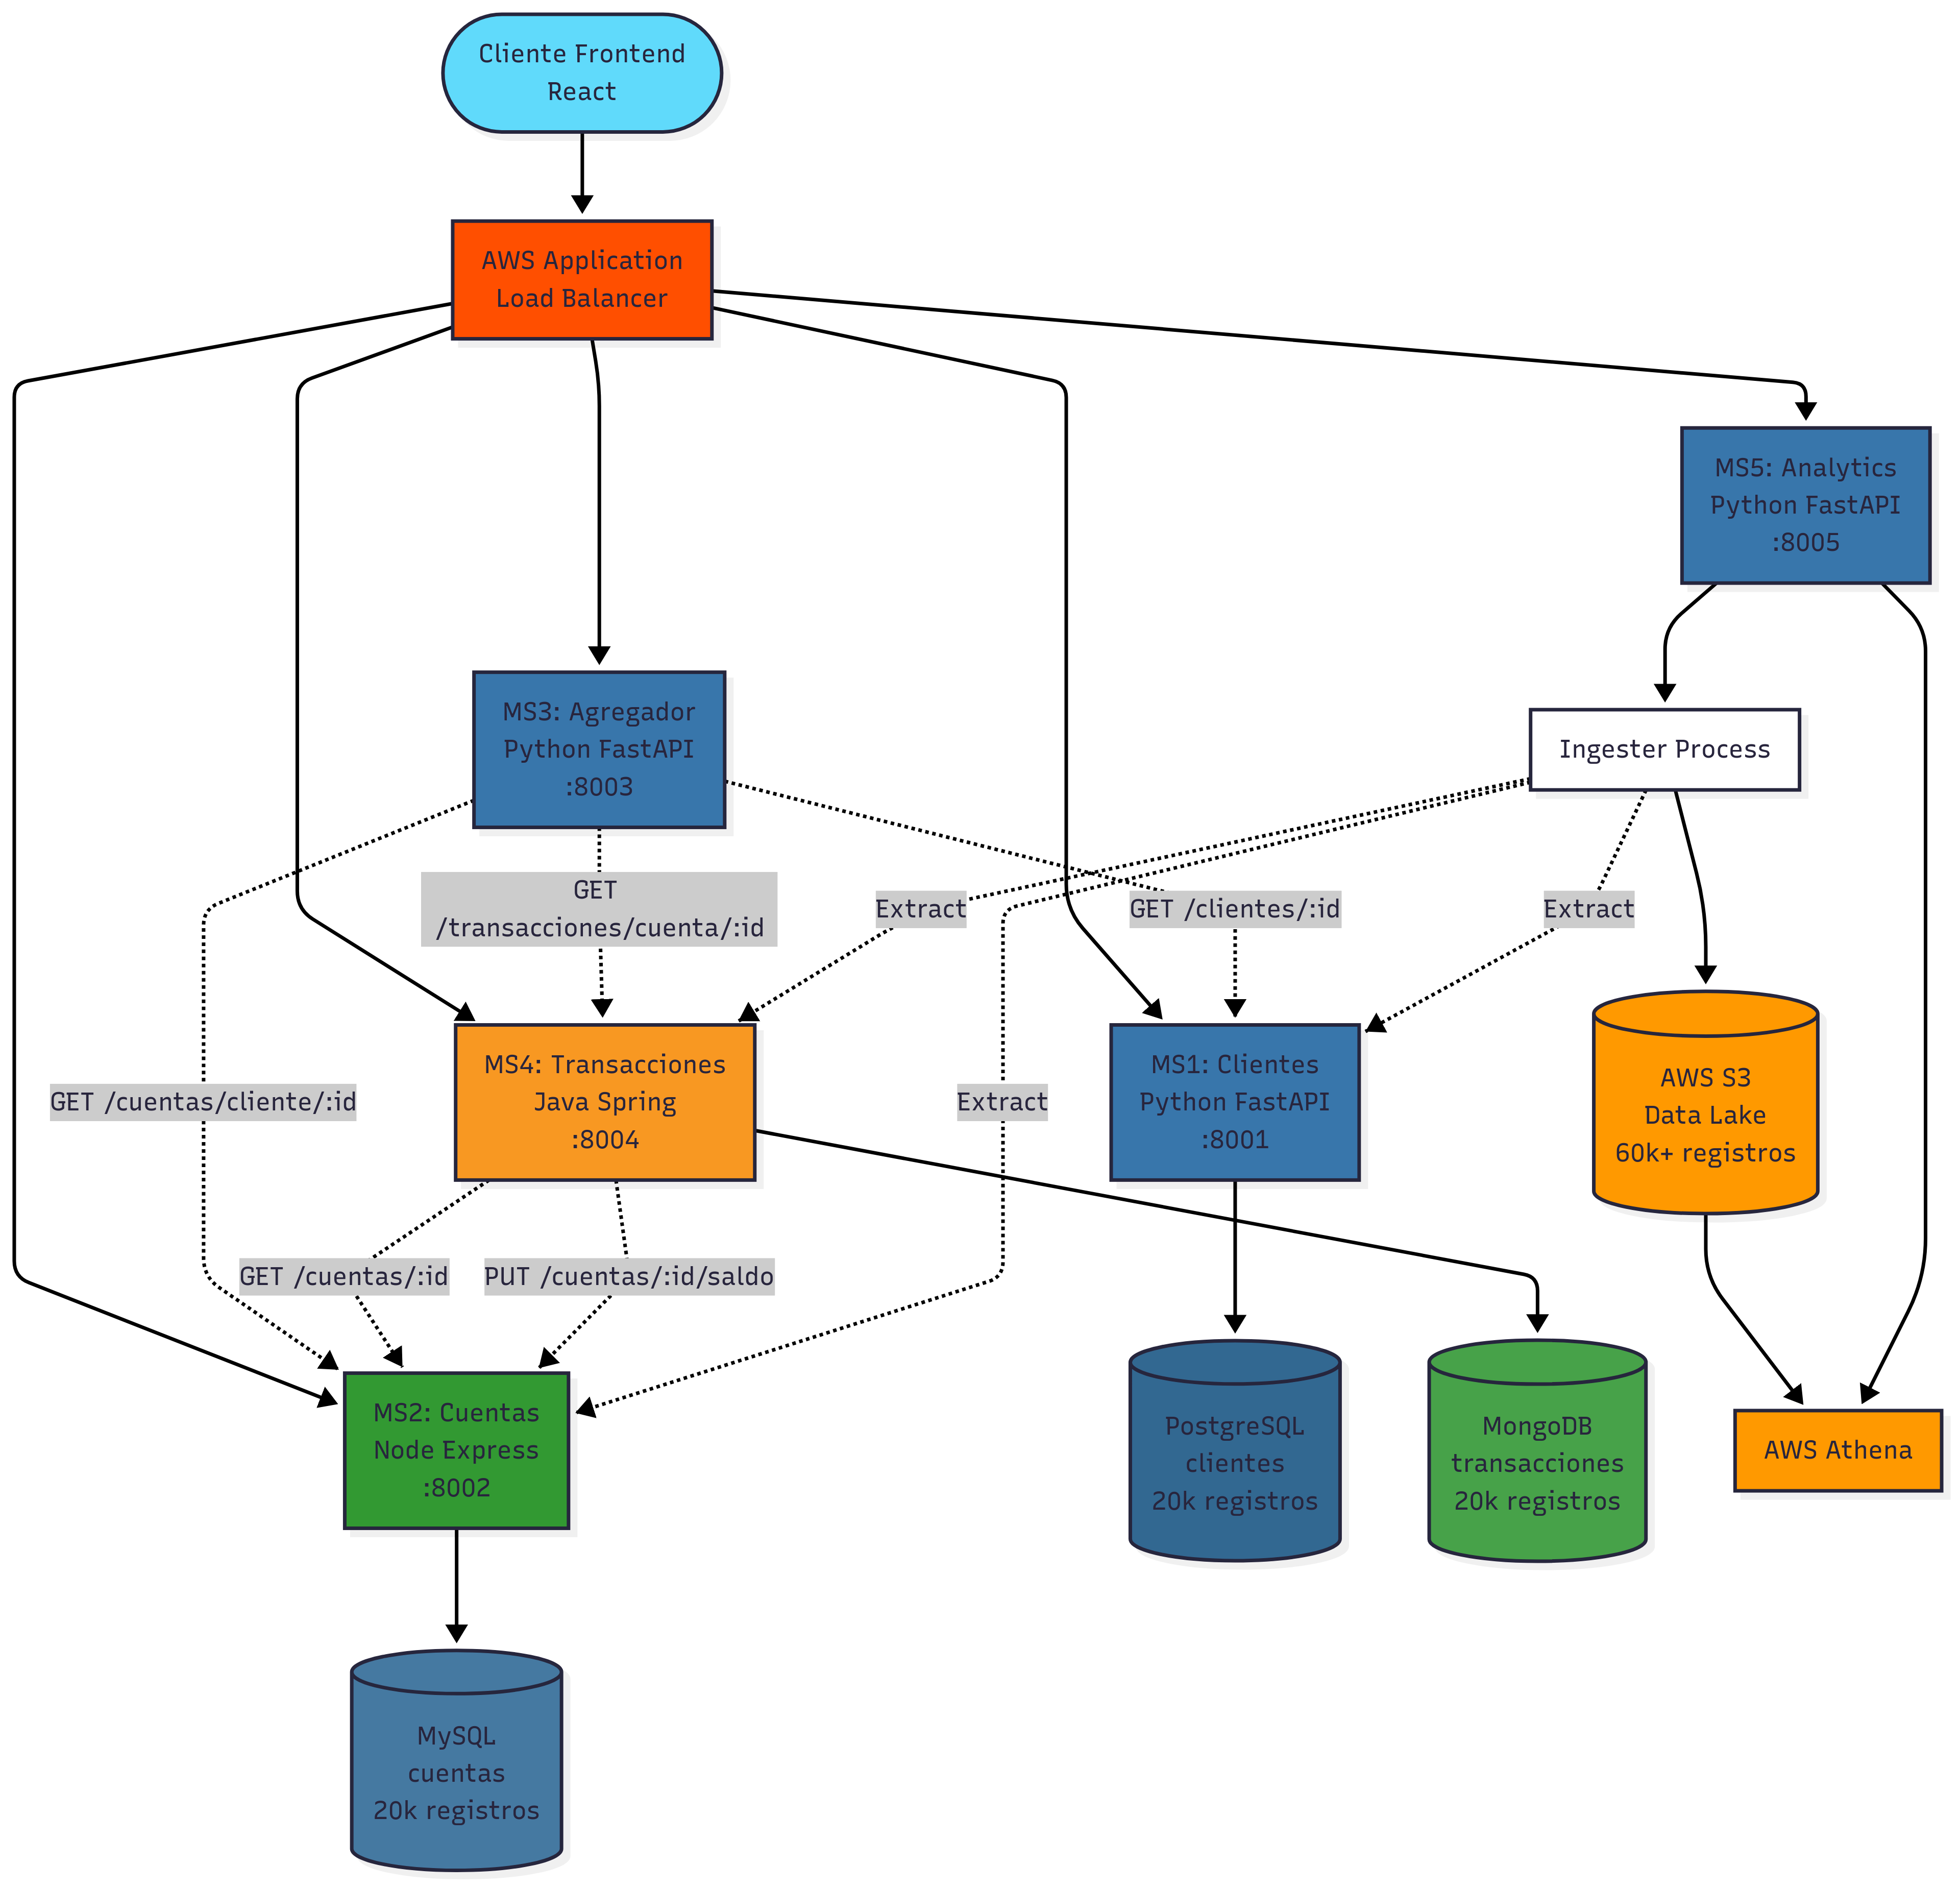 Cliente Frontend
React
AWS Application
Load Balancer
MS5: Analytics
Python FastAPI
:8005
MS3: Agregador
Python FastAPI
:8003
Ingester Process
GET
/transacciones/cuenta/:id
Extract
GET /clientes/:id
Extract
MS4: Transacciones
Java Spring
:8004
MS1: Clientes
Python FastAPI
:8001
AWS S3
Data Lake
60k+ registros
GET /cuentas/cliente/:id
Extract
GET /cuentas/:id
PUT /cuentas/:id/saldo
MS2: Cuentas
Node Express
:8002
PostgreSQL
clientes
20k registros
MongoDB
transacciones
20k registros
AWS Athena
MySQL
cuentas
20k registros